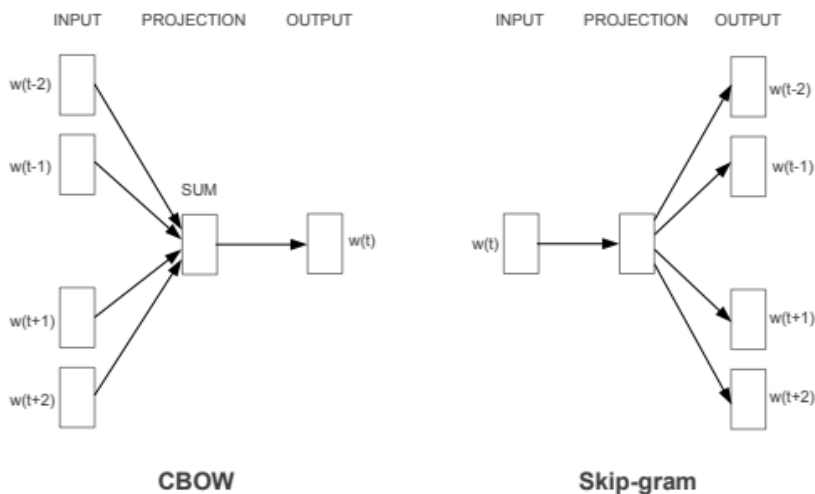 INPUT PROJECTION OUTPUT
w(t-2)
w(t-1)
SUM
w(t)
w(t+1)
w(t+2)
CBOW
INPUT PROJECTION OUTPUT
w(t-2)
w(t-1)
w(t)
w(t+1)
w(t+2)
Skip-gram